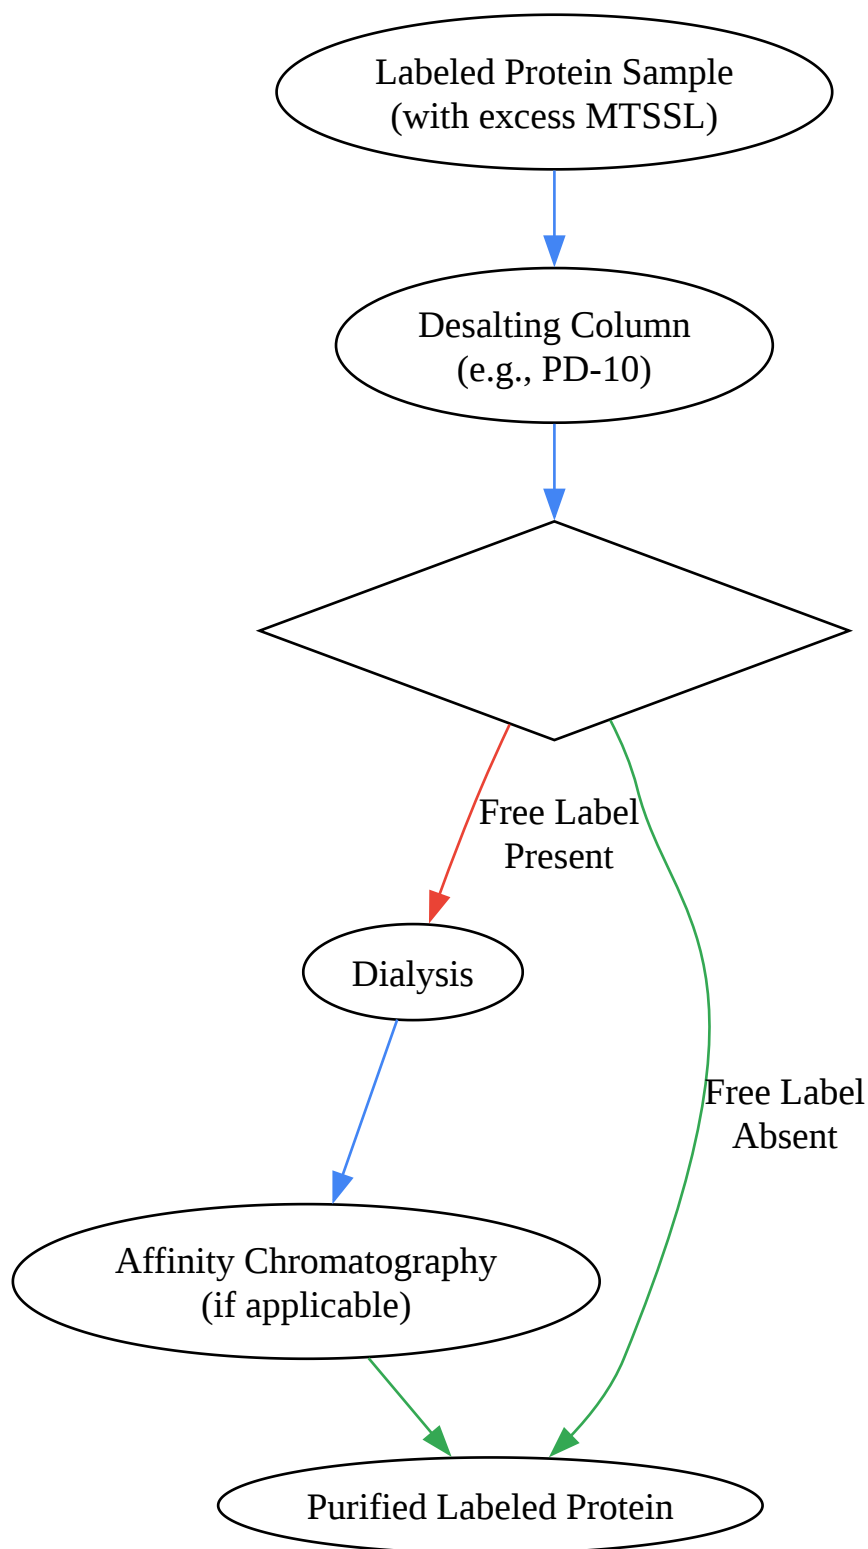 Labeled Protein Sample
(with excess MTSSL)
Desalting Column
(e.g., PD-10)
Free Label
Present
Dialysis
Free Label
Absent
Affinity Chromatography
(if applicable)
Purified Labeled Protein